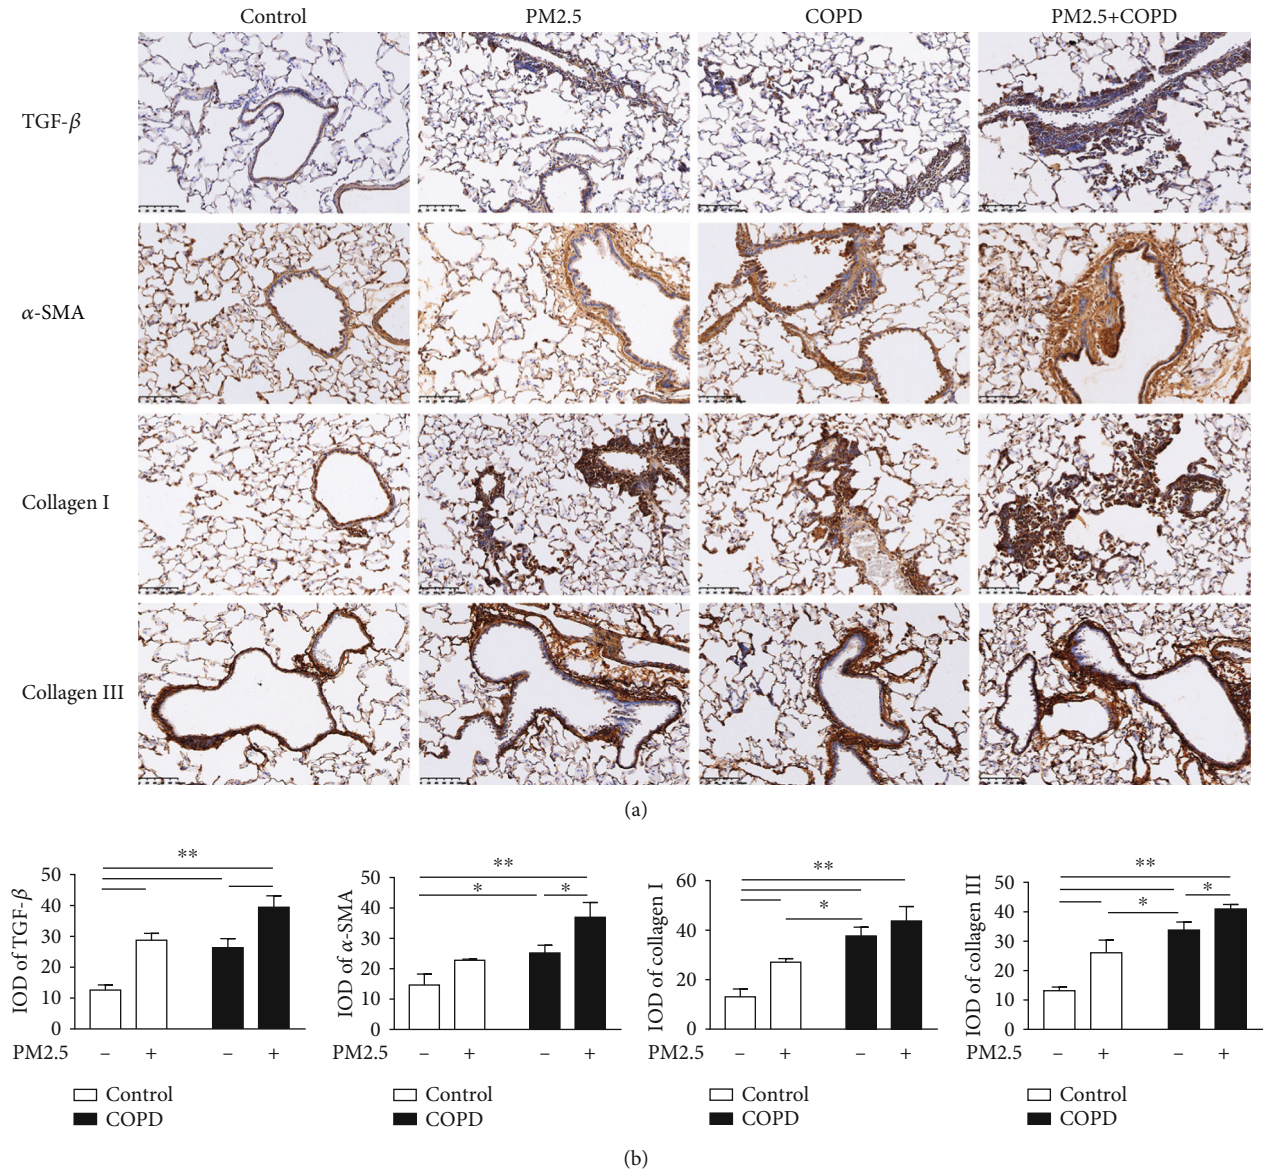 Control PM2.5 COPD PM2.5+COPD
TGF-β
α-SMA
Collagen I
Collagen III
(a)
**
50
40
30
20
10
0
IOD of TGF-β
PM2.5 – + – +
Control
COPD
**
* *
50
40
30
20
10
0
IOD of α-SMA
PM2.5 – + – +
Control
COPD
**
*
60
40
20
0
IOD of collagen I
PM2.5 – + – +
Control
COPD
**
*
*
50
40
30
20
10
0
IOD of collagen III
PM2.5 – + – +
Control
COPD
(b)